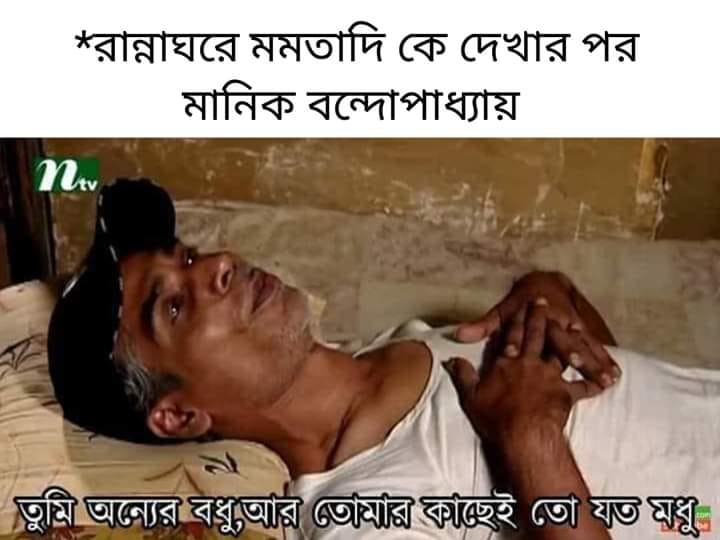 *রান্নাঘরে মমতাদি কে দেখার পর
মানিক বন্দোপাধ্যায়
ntv
তুমি অন্যের বধু,আর তোমার কাছেই তো যত মধু